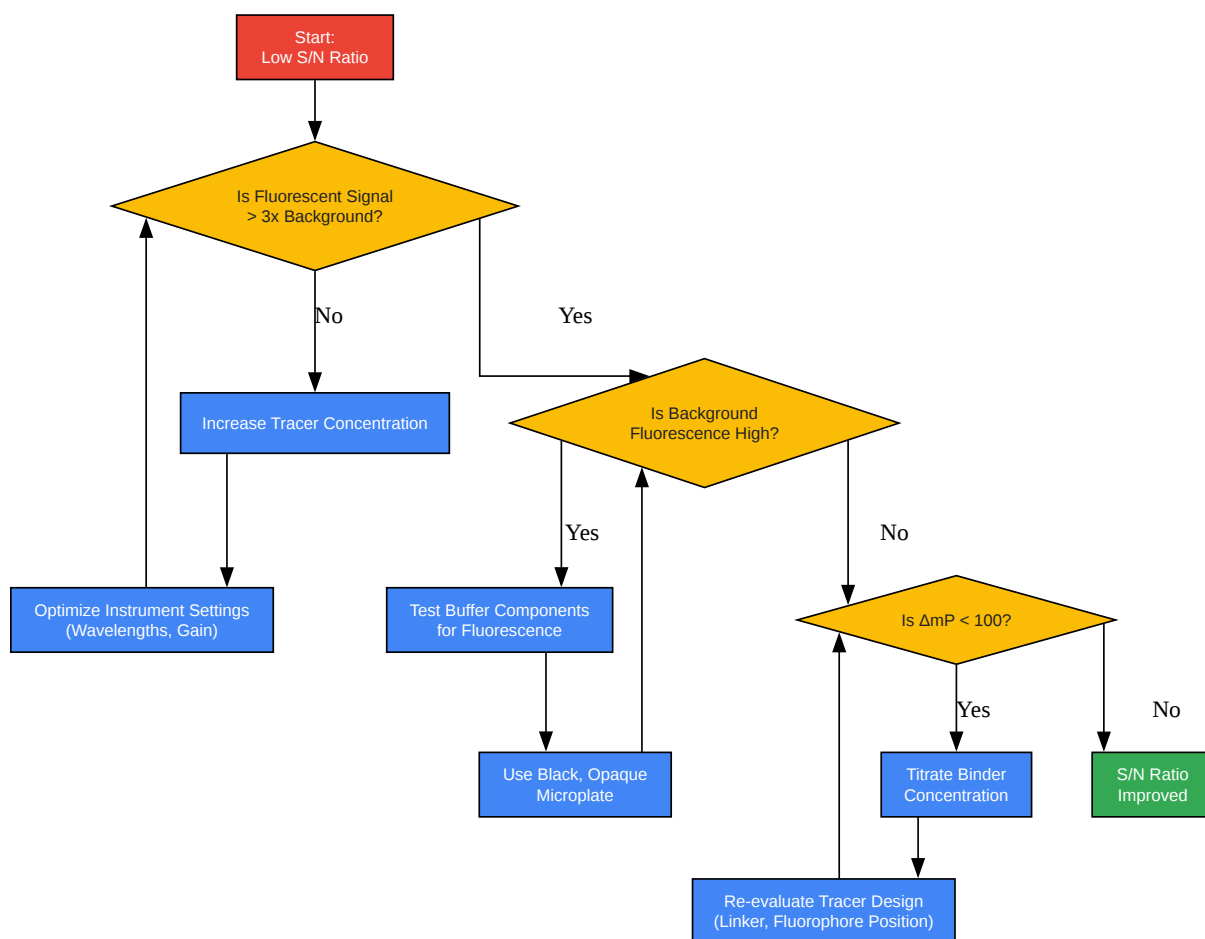 Start:
Low S/N Ratio
Is Fluorescent Signal
> 3x Background?
No
Yes
Increase Tracer Concentration
Is Background
Fluorescence High?
Yes
No
Optimize Instrument Settings
(Wavelengths, Gain)
Test Buffer Components
for Fluorescence
Is ΔmP < 100?
Yes
No
Use Black, Opaque
Microplate
Titrate Binder
Concentration
S/N Ratio
Improved
Re-evaluate Tracer Design
(Linker, Fluorophore Position)